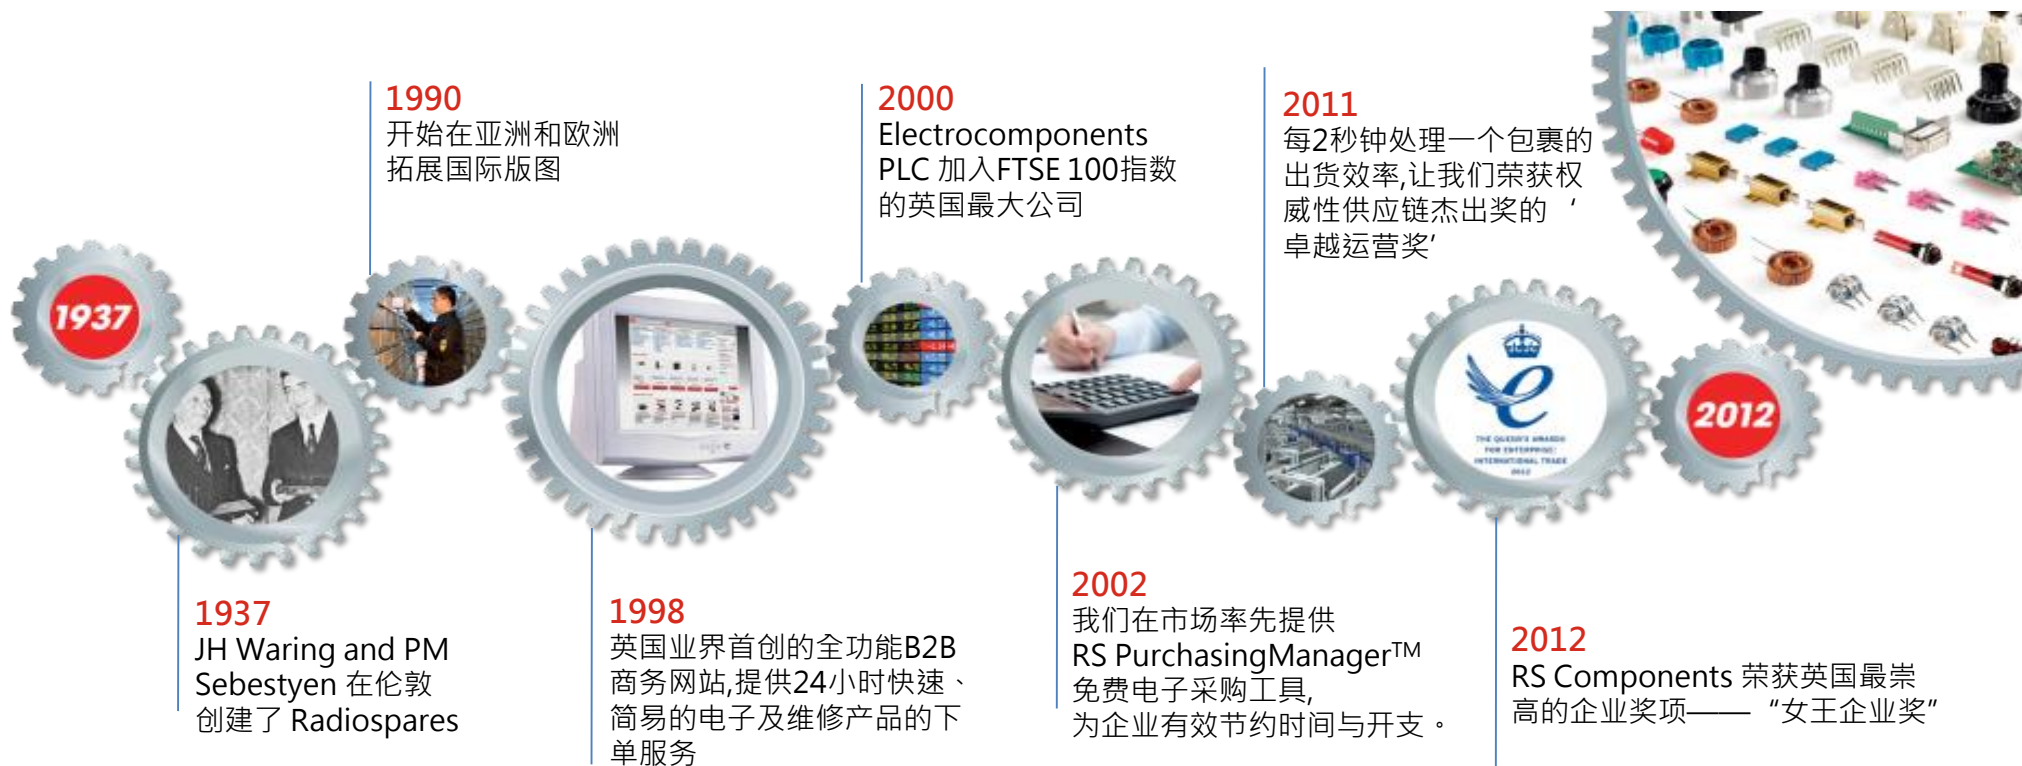 1990
开始在亚洲和欧洲
拓展国际版图
2000
Electrocomponents
PLC 加入FTSE 100指数
的英国最大公司
2011
每2秒钟处理一个包裹的
出货效率,让我们荣获权
威性供应链杰出奖的‘
卓越运营奖’
1937
2012
THE QUEEN'S AWARDS
FOR ENTERPRISE:
INTERNATIONAL TRADE
2012
1937
JH Waring and PM
Sebestyen 在伦敦
创建了 Radiospares
1998
英国业界首创的全功能B2B
商务网站,提供24小时快速、
简易的电子及维修产品的下
单服务
2002
我们在市场率先提供
RS PurchasingManager™
免费电子采购工具,
为企业有效节约时间与开支。
2012
RS Components 荣获英国最崇
高的企业奖项——“女王企业奖”